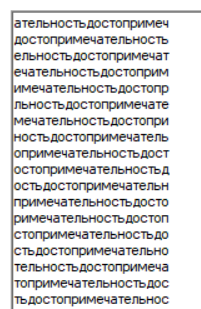 ательностьдостопримеч
достопримечательность
ельностьдостопримечат
ечательностьдостоприм
имечательностьдостопр
льностьдостопримечате
мечательностьдостопри
ностьдостопримечатель
опримечательностьдост
остопримечательностьд
остьдостопримечательн
примечательностьдосто
римечательностьдостоп
стопримечательностьдо
стьдостопримечательно
тельностьдостопримеча
топримечательностьдос
тьдостопримечательнос